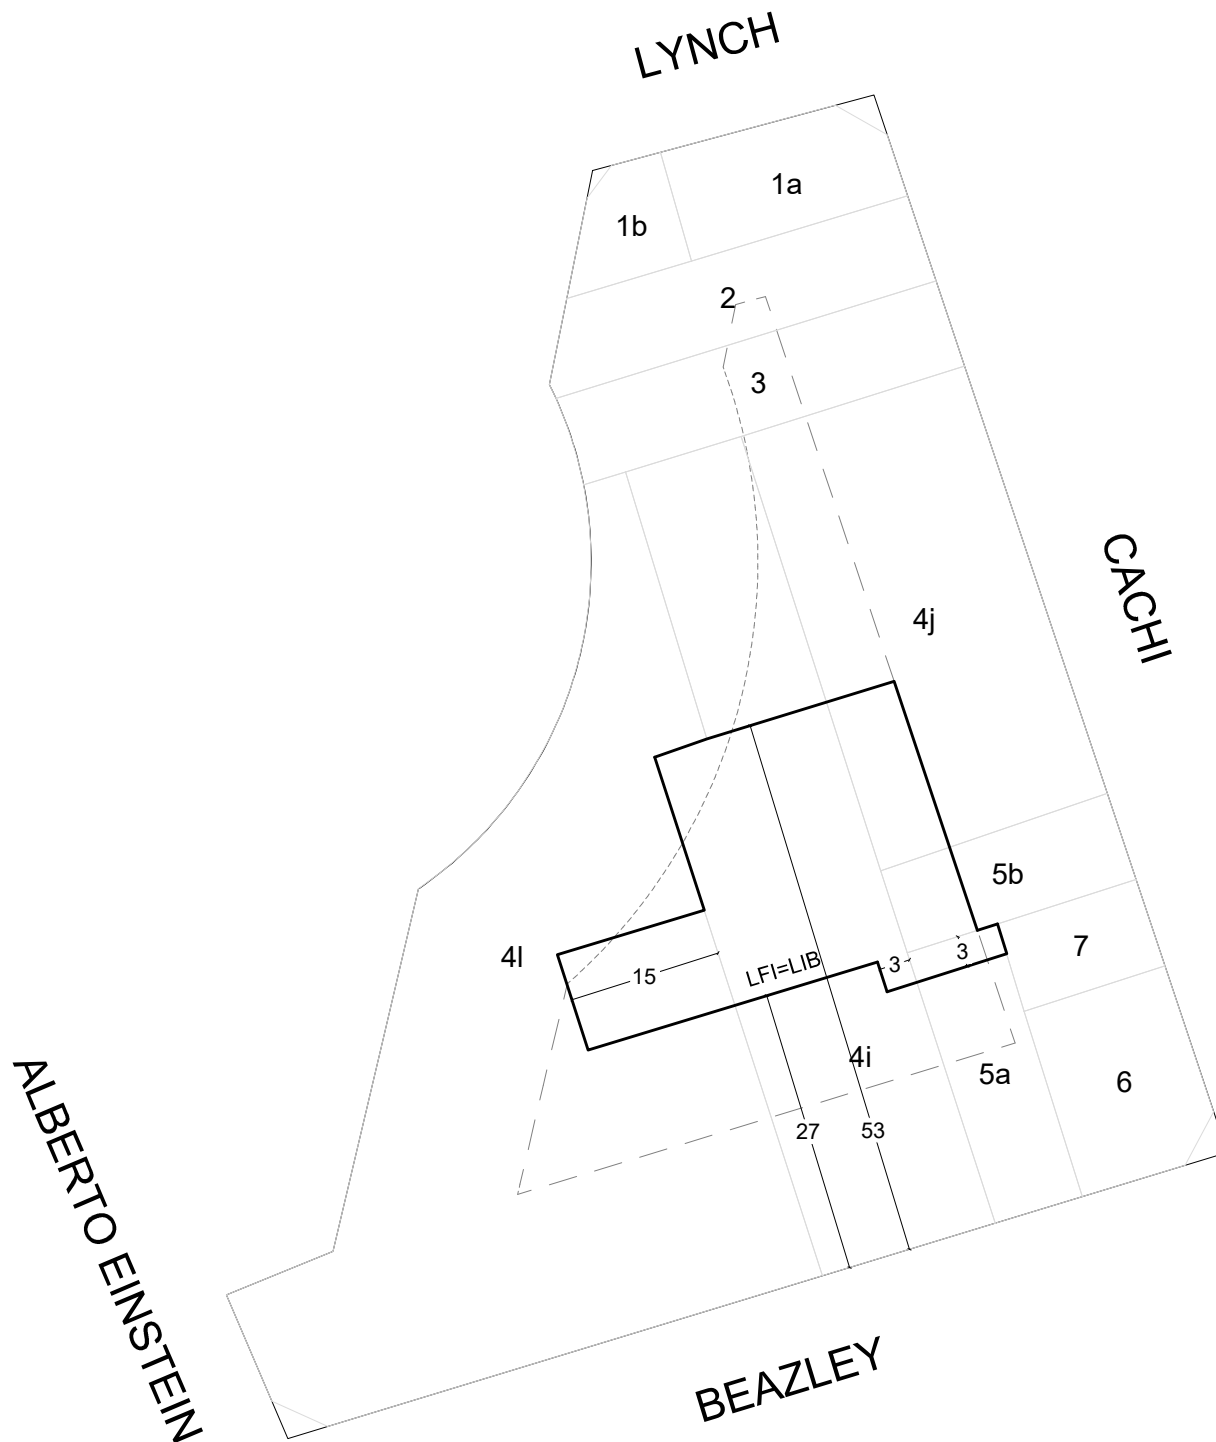 LYNCH
1a
1b
2
3
CACHI
4j
5b
7
4l
3
3
15
LFI=LIB
4i
5a
6
27
53
ALBERTO EINSTEIN
BEAZLEY